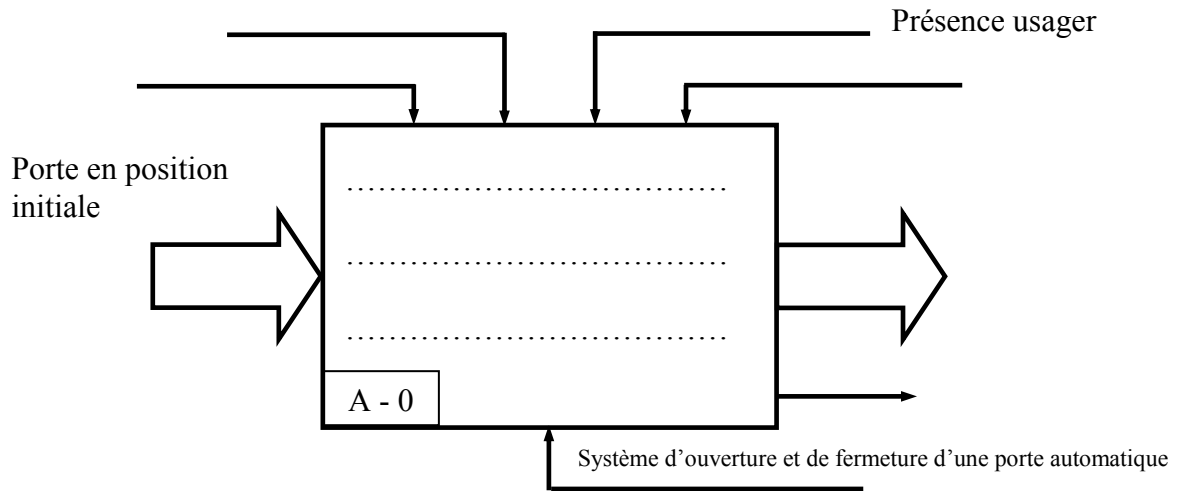 Présence usager
Porte en position
initiale
................................................
................................................
................................................
A - 0
Système d’ouverture et de fermeture d’une porte automatique